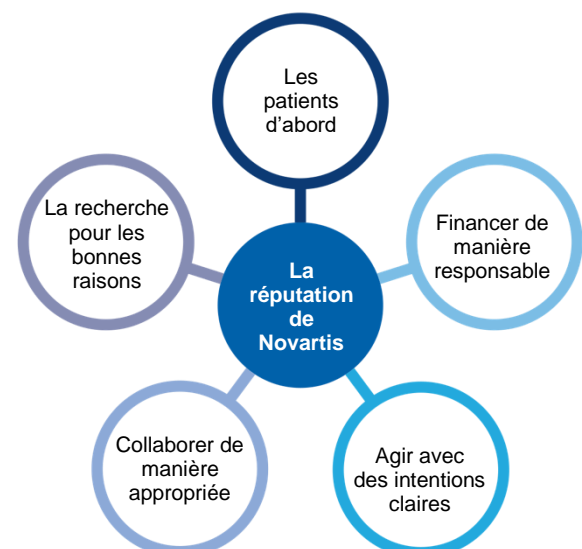 Les
patients
d’abord
Financer de
manière
responsable
Agir avec
des intentions
claires
Collaborer de
manière
appropriée
La recherche
pour les
bonnes
raisons
La
réputation
de
Novartis